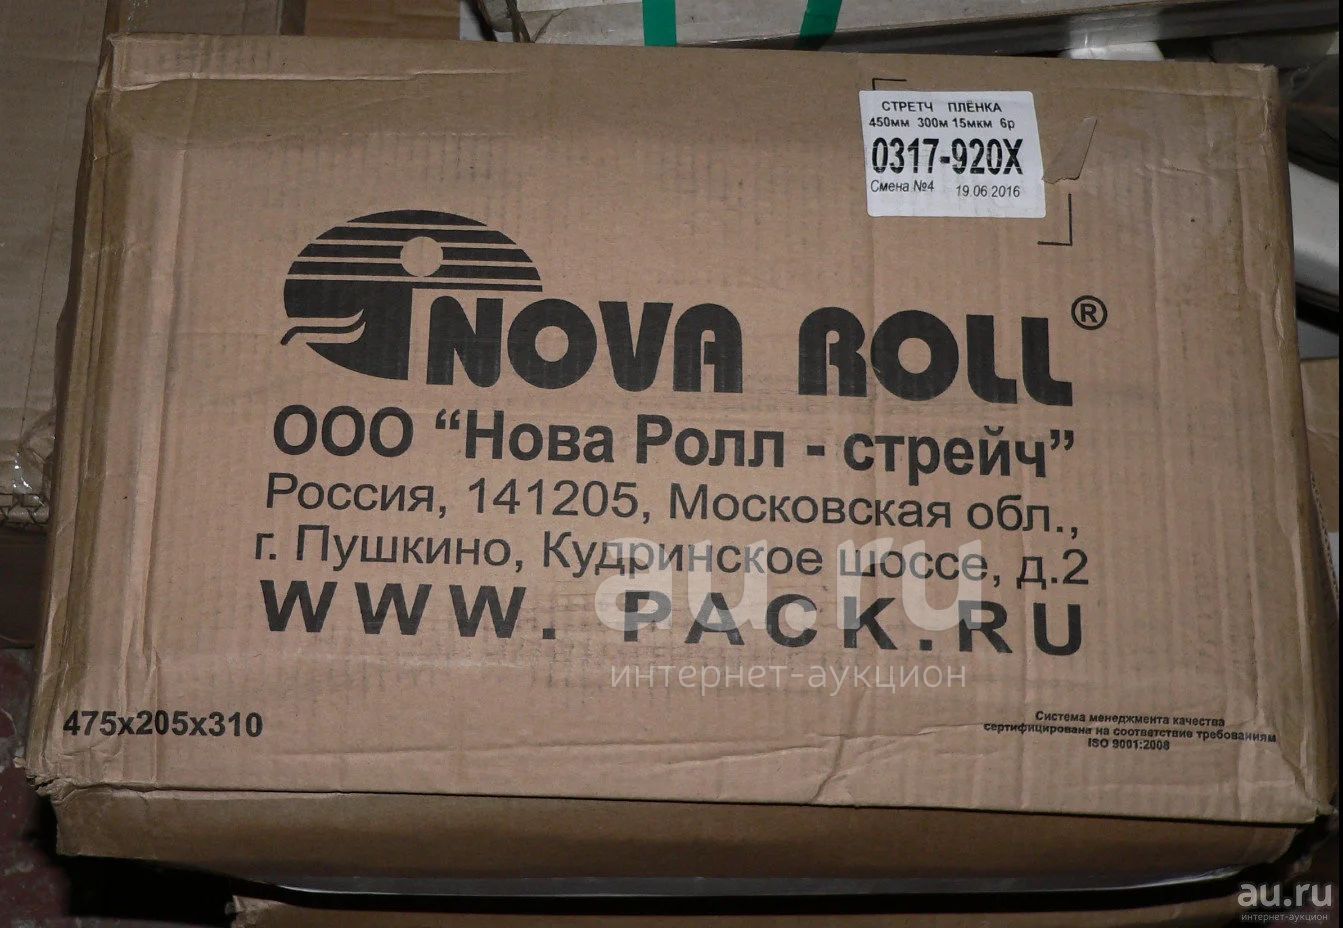 СТРЕТЧ ПЛЁНКА
450мм 300м 15мкм 6р
0317-920X
Смена №4 19 06 2016
NOVA ROLL®
ООО “Нова Ролл - стрейч”
Россия, 141205, Московская обл.,
г. Пушкино, Кудринское шоссе, д.2
WWW. PACK.RU
au.ru
интернет-аукцион
475x205x310
Система менеджмента качества
сертифицирована на соответствие требованиям
ISO 9001:2008
au.ru
интернет-аукцион